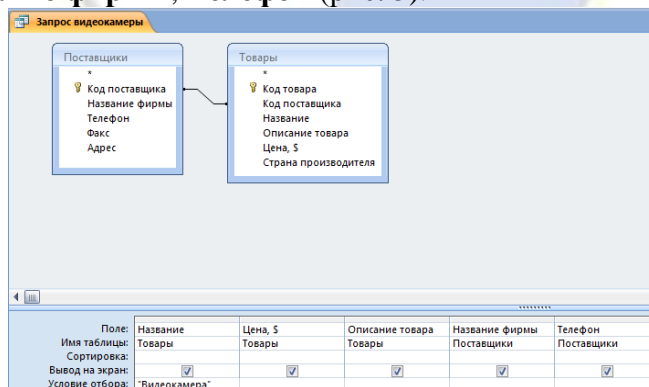 Запрос видеокамеры
Поставщики
*
Код поставщика
Название фирмы
Телефон
Факс
Адрес
Товары
*
Код товара
Код поставщика
Название
Описание товара
Цена, $
Страна производителя
Поле: Название Цена, $ Описание товара Название фирмы Телефон
Имя таблицы: Товары Товары Товары Поставщики Поставщики
Сортировка:
Вывод на экран:
Условие отбора: "Видеокамера"